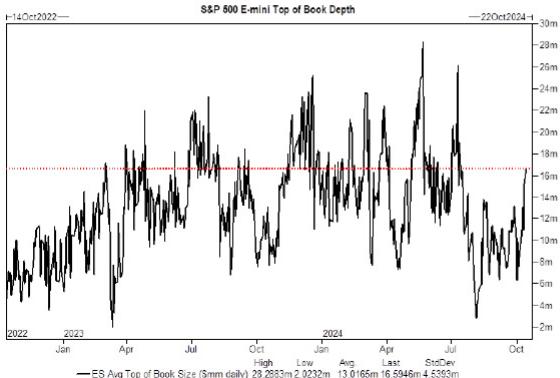 S&P 500 E-mini Top of Book Depth
14Oct2022
22Oct2024
30m
28m
26m
24m
22m
20m
18m
16m
14m
12m
10m
8m
6m
4m
2m
2022 2023 2024
Jan Apr Jul Oct Jan Apr Jul Oct
High Low Avg. Last StdDev
ES Avg Top of Book Size ($mm daily) 28.2883m 2.0232m 13.0165m 16.5946m 4.5393m